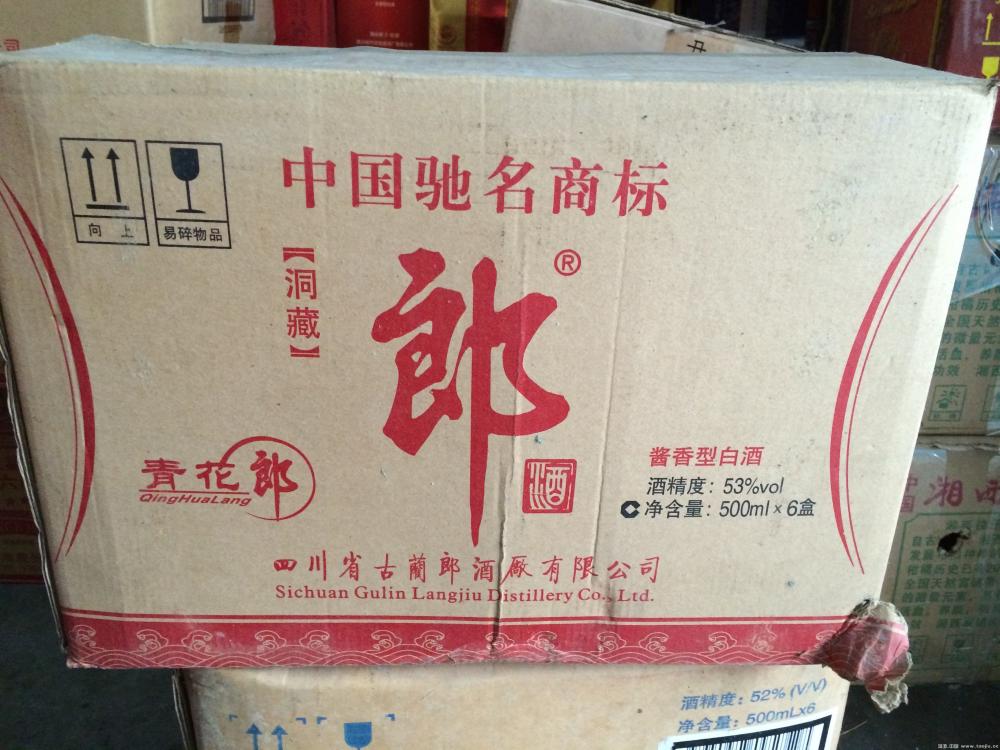 向上
易碎物品
中国驰名商标
【洞藏】
郎®
酒
青花郎
QingHuaLang
酱香型白酒
酒精度：53%vol
净含量：500ml×6盒
四川省古蔺郎酒廠有限公司
Sichuan Gulin Langjiu Distillery Co., Ltd.
酒精度：52% (V/V)
净含量：500mLx6
湘西